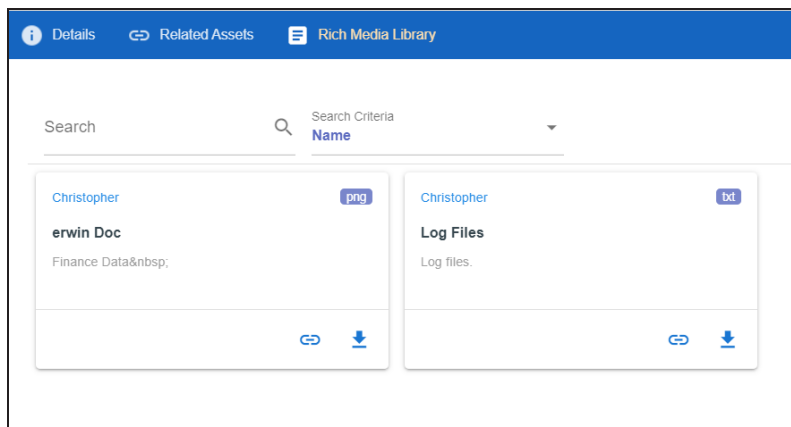 Details Related Assets Rich Media Library
Search
Search Criteria
Name
Christopher png
erwin Doc
Finance Data&nbsp;
Christopher txt
Log Files
Log files.